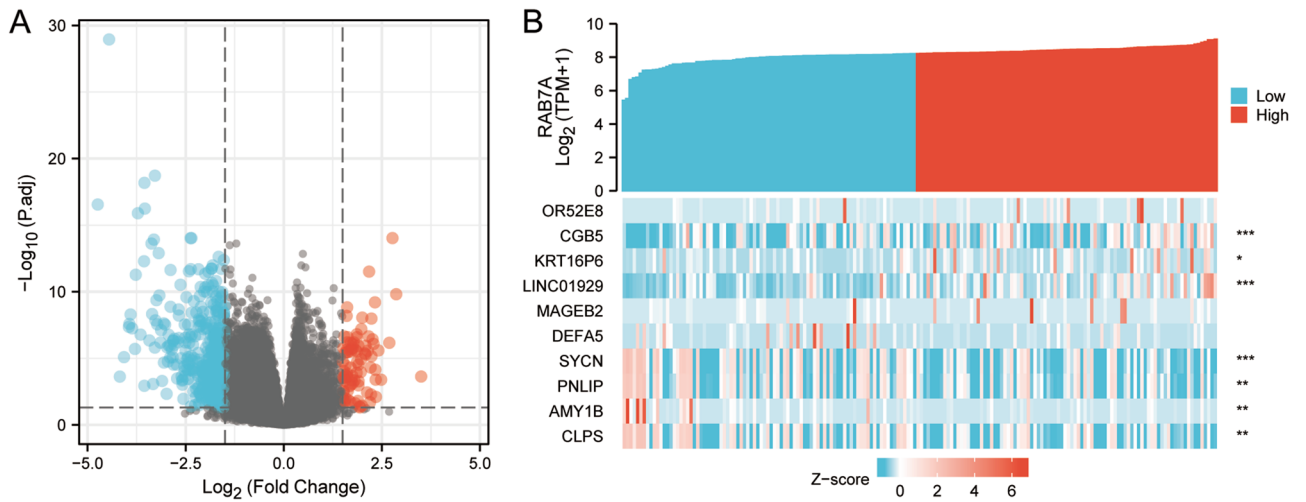 A
−Log10 (P.adj)
30
20
10
0
−5.0
−2.5
0.0
2.5
5.0
Log2 (Fold Change)
B
RAB7A
Log2 (TPM+1)
10
8
6
4
2
0
Low
High
OR52E8
CGB5 ***
KRT16P6 *
LINC01929 ***
MAGEB2
DEFA5
SYCN ***
PNLIP **
AMY1B **
CLPS **
Z−score
0 2 4 6